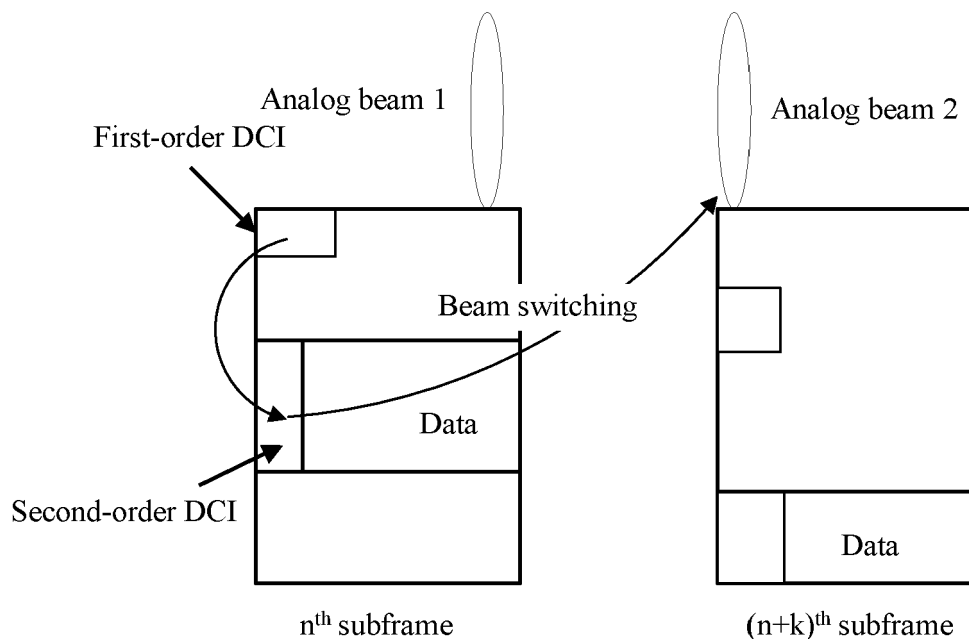 Analog beam 1
Analog beam 2
First-order DCI
Beam switching
Data
Second-order DCI
Data
nth subframe
(n+k)th subframe